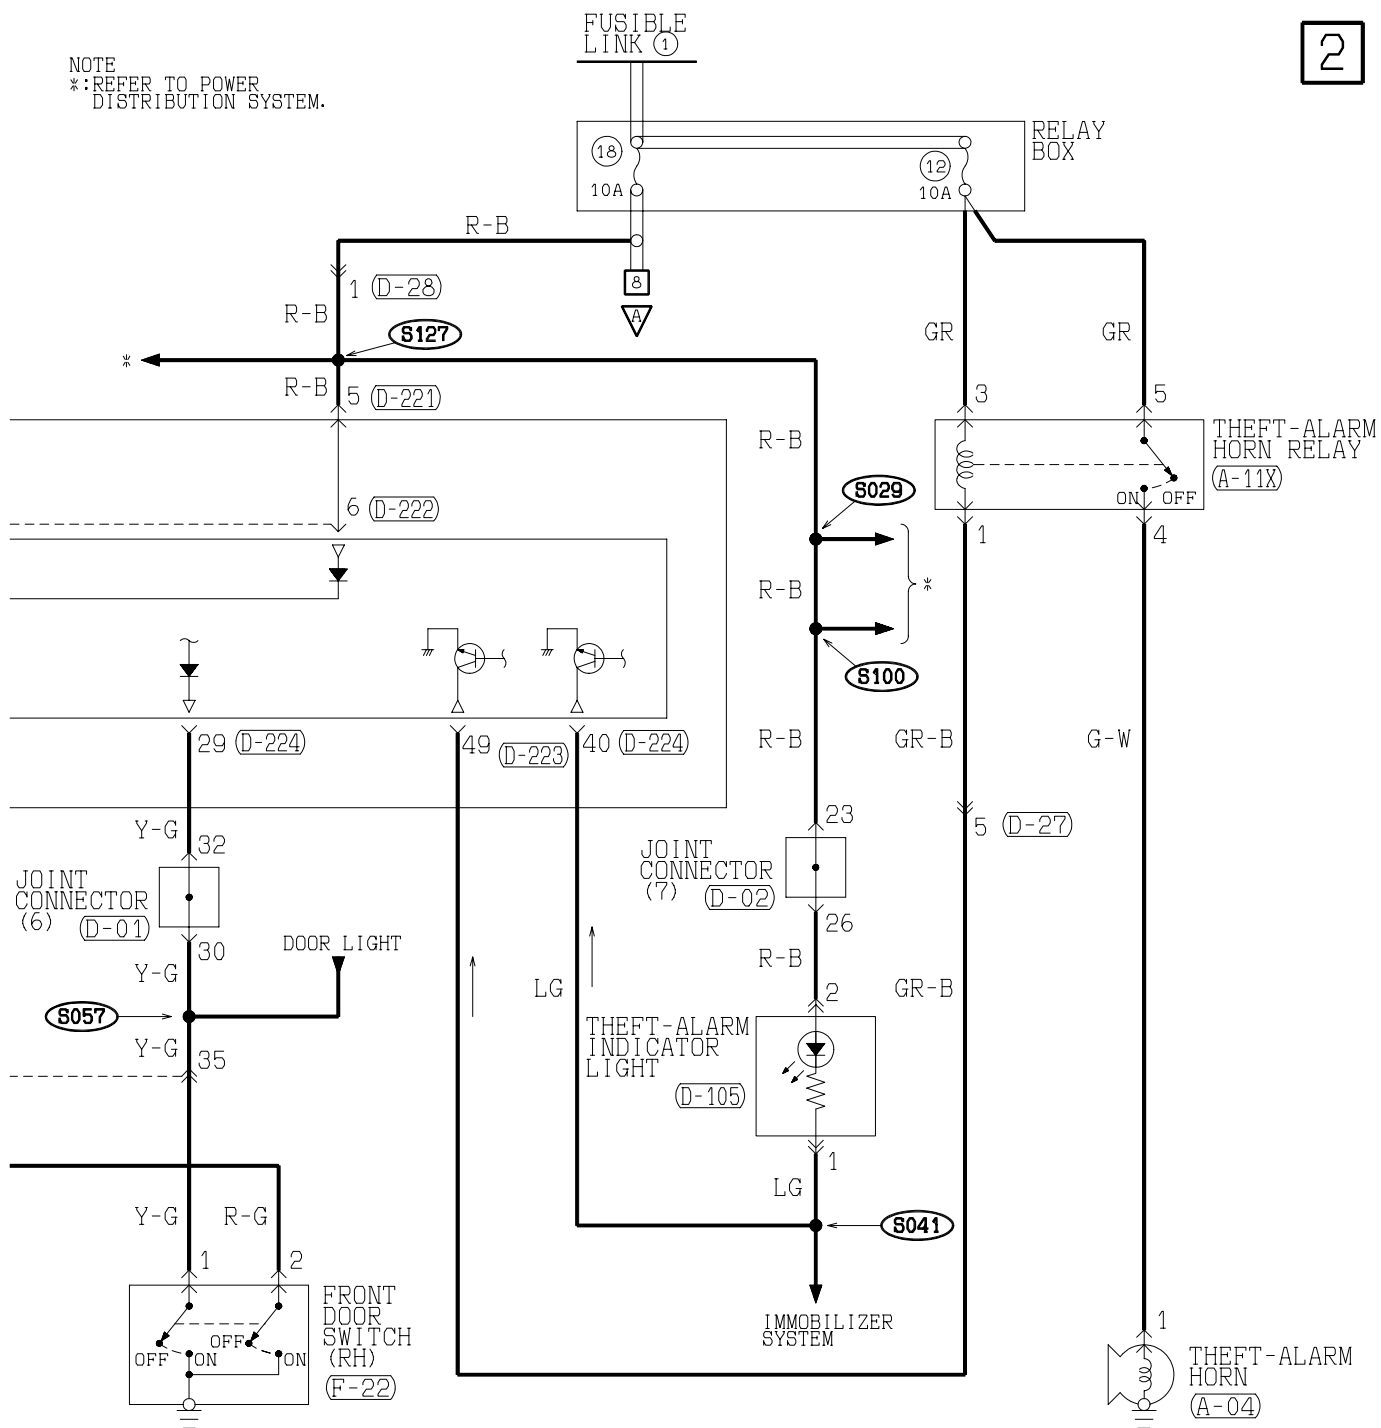 FUSIBLE
LINK 1
2
NOTE
*:REFER TO POWER
DISTRIBUTION SYSTEM.
RELAY
BOX
18
10A
12
10A
R-B
8
A
1 D-28
R-B
S127
*
R-B
5 D-221
GR
GR
3
5
THEFT-ALARM
HORN RELAY
A-11X
ON
OFF
1
4
R-B
S029
*
R-B
S100
6 D-222
29 D-224
49 D-223
40 D-224
R-B
GR-B
G-W
Y-G
32
JOINT
CONNECTOR
(6) D-01
30
23
JOINT
CONNECTOR
(7) D-02
26
5 D-27
Y-G
DOOR LIGHT
S057
LG
R-B
GR-B
2
Y-G
35
THEFT-ALARM
INDICATOR
LIGHT
D-105
1
LG
S041
IMMOBILIZER
SYSTEM
Y-G
R-G
1
2
FRONT
DOOR
SWITCH
(RH)
F-22
OFF
ON
OFF
ON
1
THEFT-ALARM
HORN
A-04